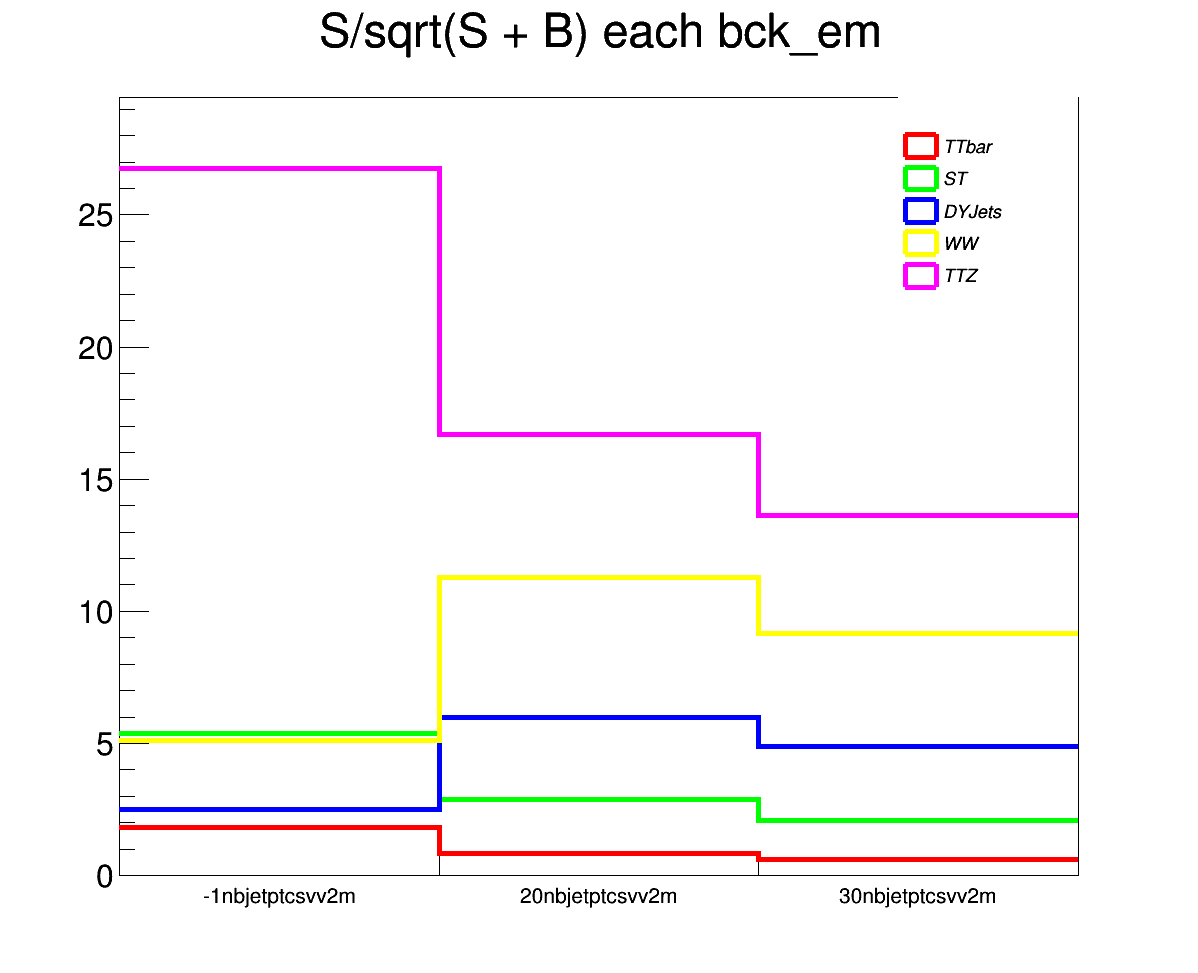 S/sqrt(S + B) each bck_em
TTbar
ST
DYJets
WW
TTZ
25
20
15
10
5
0
-1nbjetptcsvv2m 20nbjetptcsvv2m 30nbjetptcsvv2m